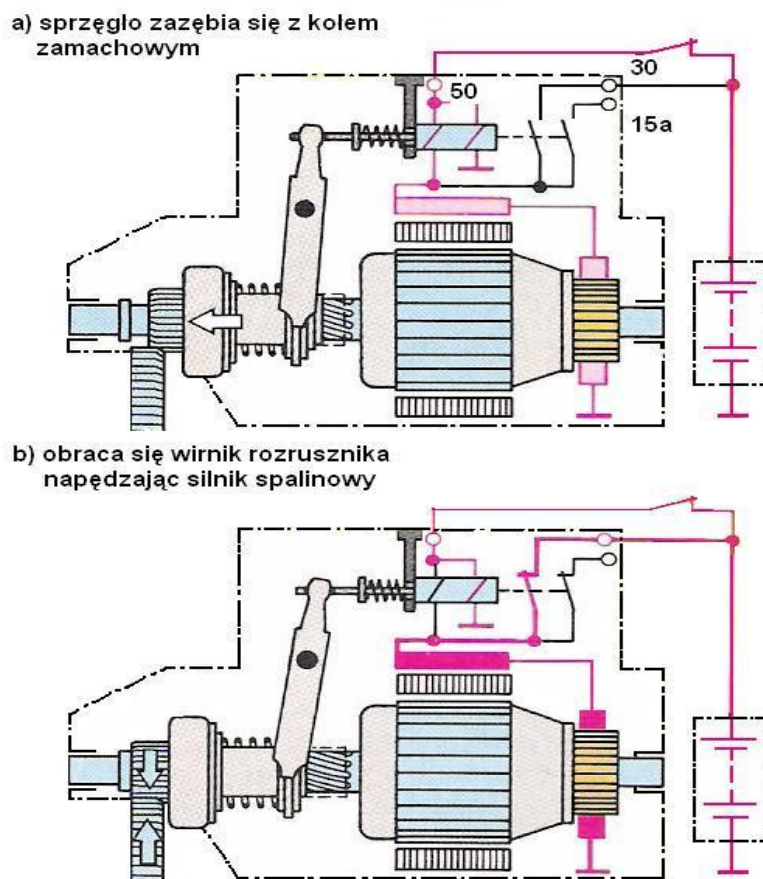 a) sprzęgło zazębia się z kołem
zamachowym
30
50
15a
b) obraca się wirnik rozrusznika
napędzając silnik spalinowy